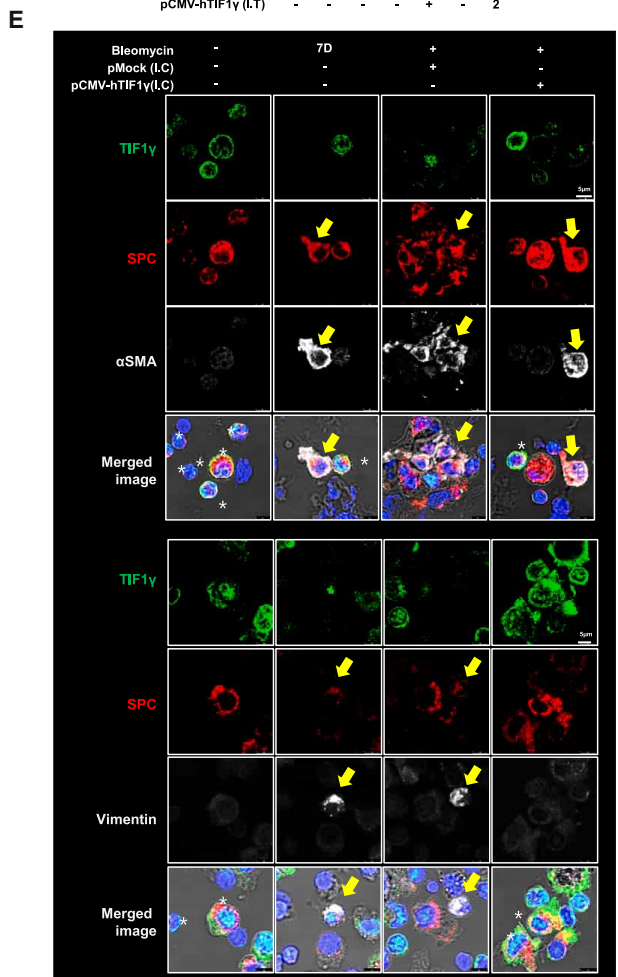 pCMV-hTIF1γ (I.T) - - - - + - 2
E
Bleomycin - 7D + +
pMock (I.C) - - + -
pCMV-hTIF1γ(I.C) - - - +
TIF1γ
5μm
SPC
αSMA
* * * * * * *
Merged
image
TIF1γ
5μm
SPC
Vimentin
* * * *
Merged
image